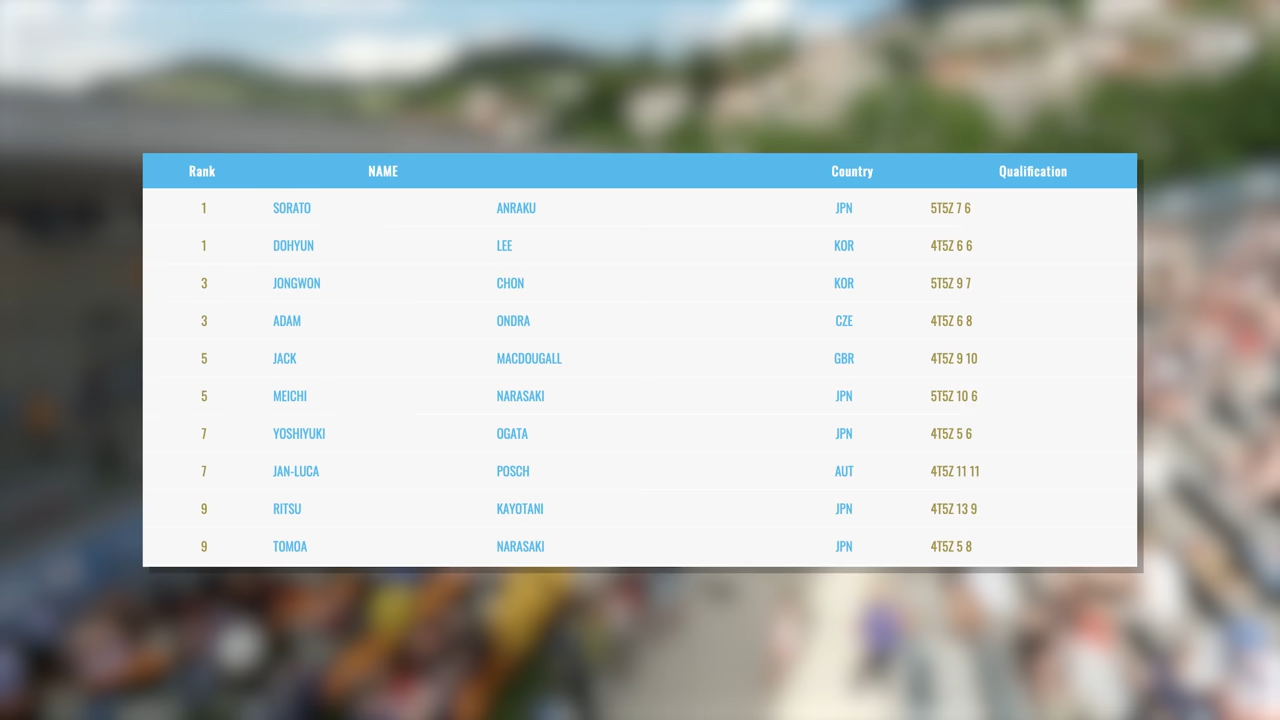 Rank NAME Country Qualification
1 SORATO ANRAKU JPN 5T5Z 7 6
1 DOHYUN LEE KOR 4T5Z 6 6
3 JONGWON CHON KOR 5T5Z 9 7
3 ADAM ONDRA CZE 4T5Z 6 8
5 JACK MACDOUGALL GBR 4T5Z 9 10
5 MEICHI NARASAKI JPN 5T5Z 10 6
7 YOSHIYUKI OGATA JPN 4T5Z 5 6
7 JAN-LUCA POSCH AUT 4T5Z 11 11
9 RITSU KAYOTANI JPN 4T5Z 13 9
9 TOMOA NARASAKI JPN 4T5Z 5 8